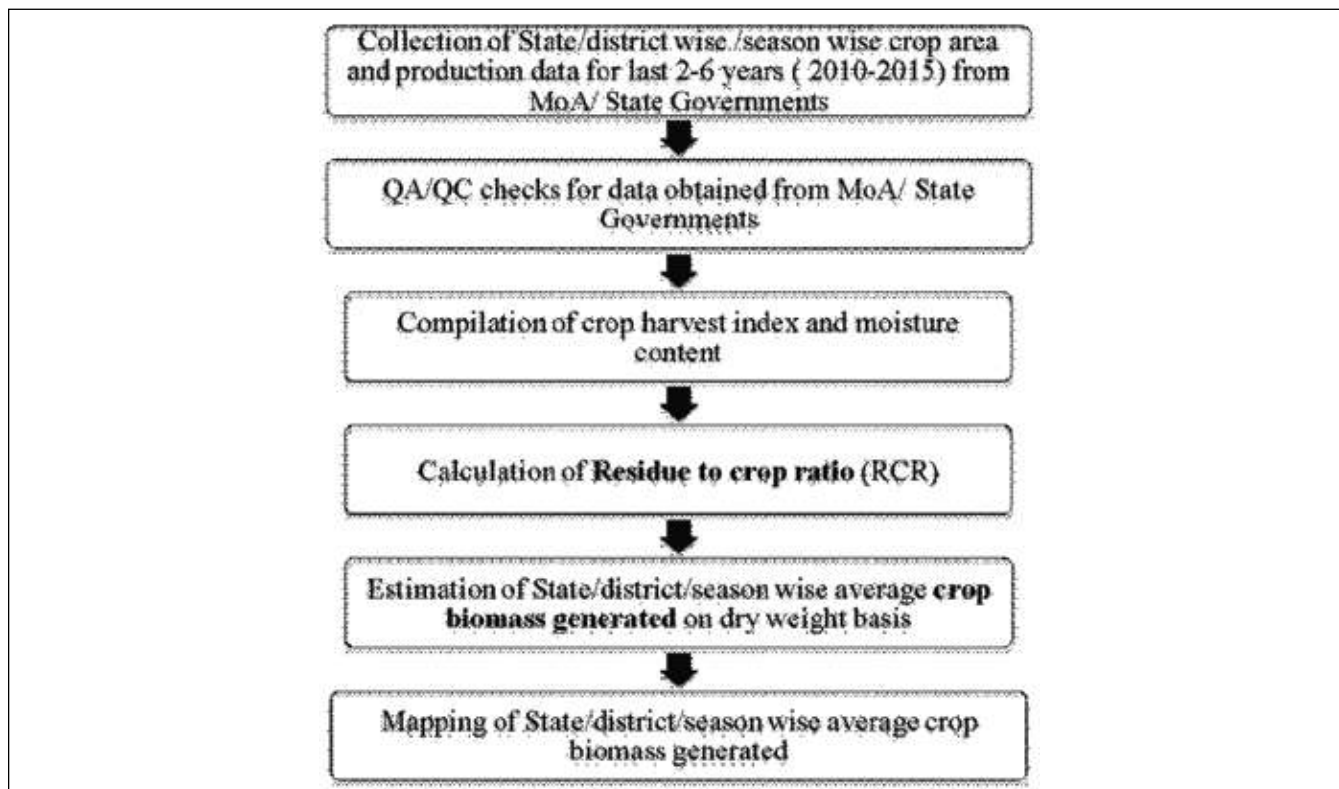 Collection of State/district wise /season wise crop area
and production data for last 2-6 years ( 2010-2015) from
MoA/ State Governments
QA/QC checks for data obtained from MoA/ State
Governments
Compilation of crop harvest index and moisture
content
Calculation of Residue to crop ratio (RCR)
Estimation of State/district/season wise average crop
biomass generated on dry weight basis
Mapping of State/district/season wise average crop
biomass generated